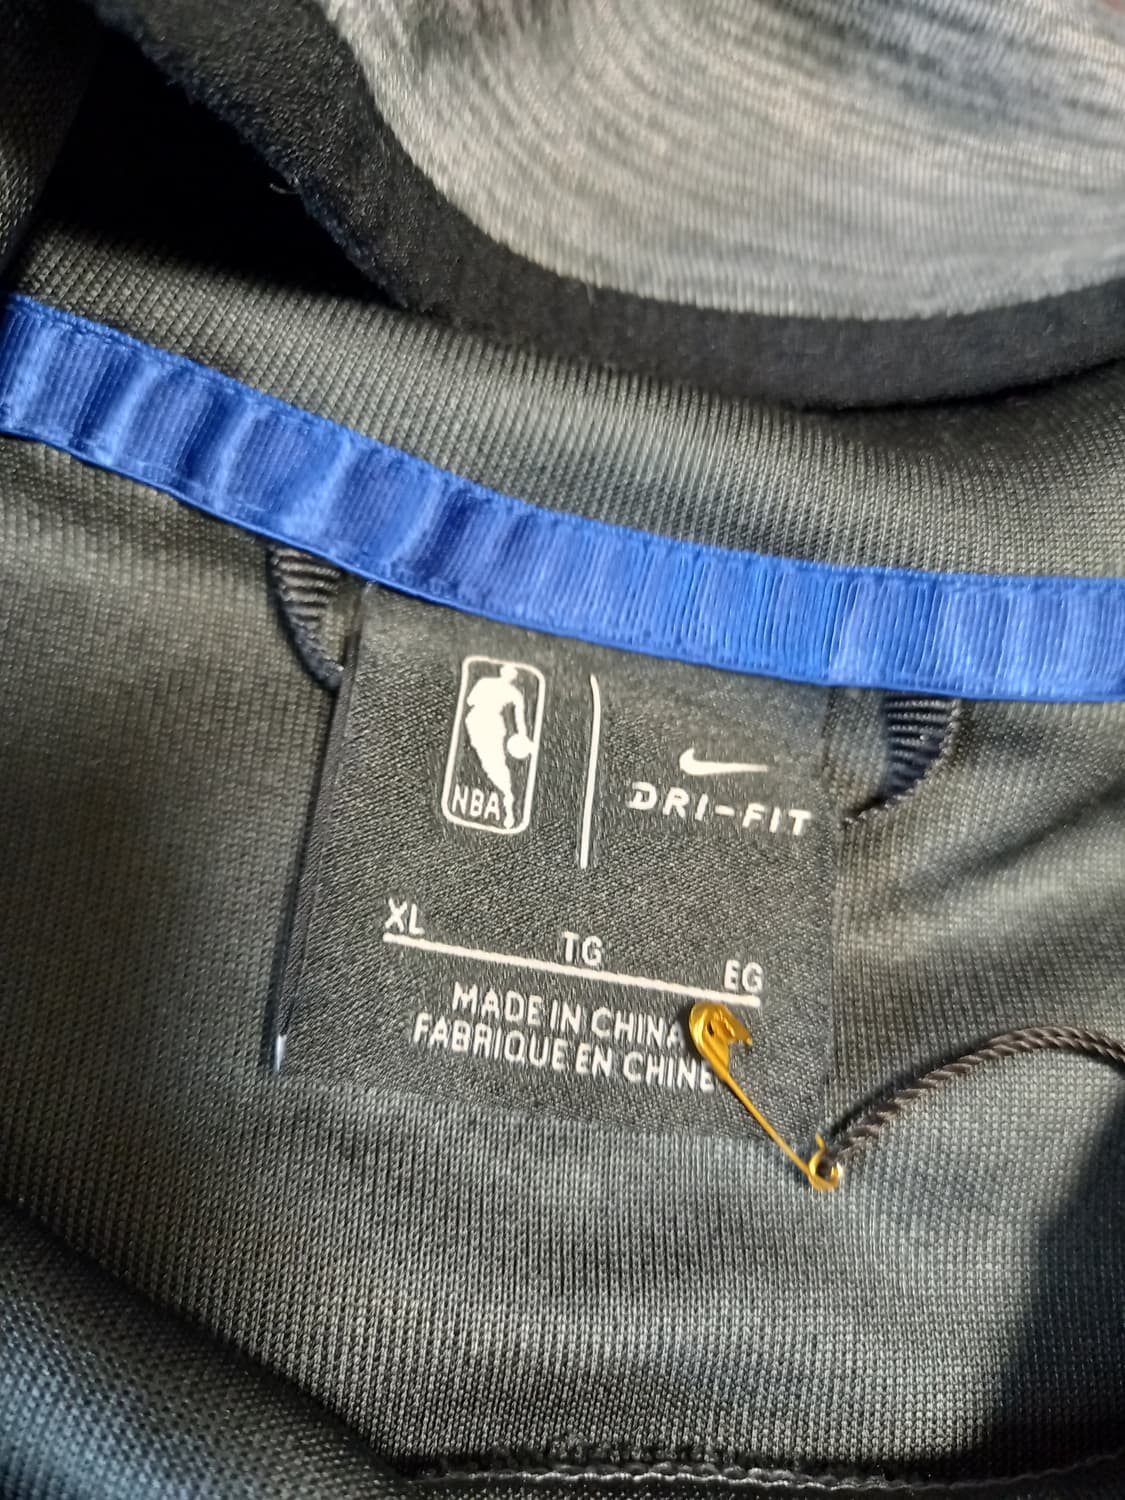 NBA
DRI-FIT
XL TG EG
MADE IN CHINA
FABRIQUE EN CHINE